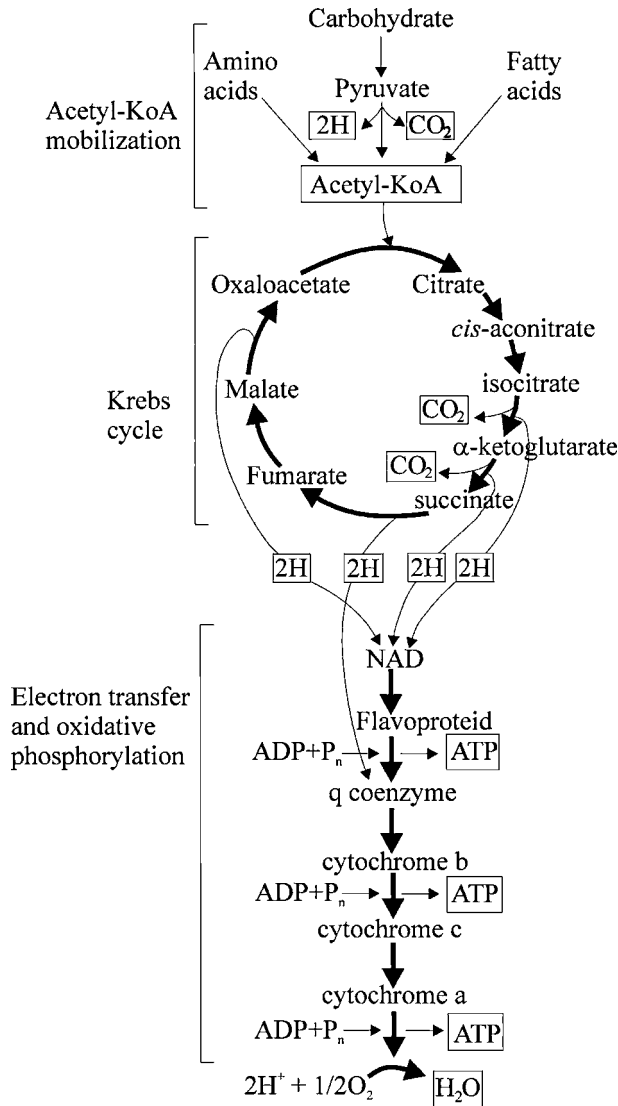 Carbohydrate
Amino
acids
Fatty
acids
Pyruvate
Acetyl-KoA
mobilization
2H
CO₂
Acetyl-KoA
Oxaloacetate
Citrate
cis-aconitrate
Malate
isocitrate
Krebs
cycle
CO₂
α-ketoglutarate
CO₂
Fumarate
succinate
2H
2H
2H
2H
NAD
Electron transfer
and oxidative
phosphorylation
Flavoproteid
ADP+Pₙ
ATP
q coenzyme
cytochrome b
ADP+Pₙ
ATP
cytochrome c
cytochrome a
ADP+Pₙ
ATP
2H⁺ + 1/2O₂
H₂O